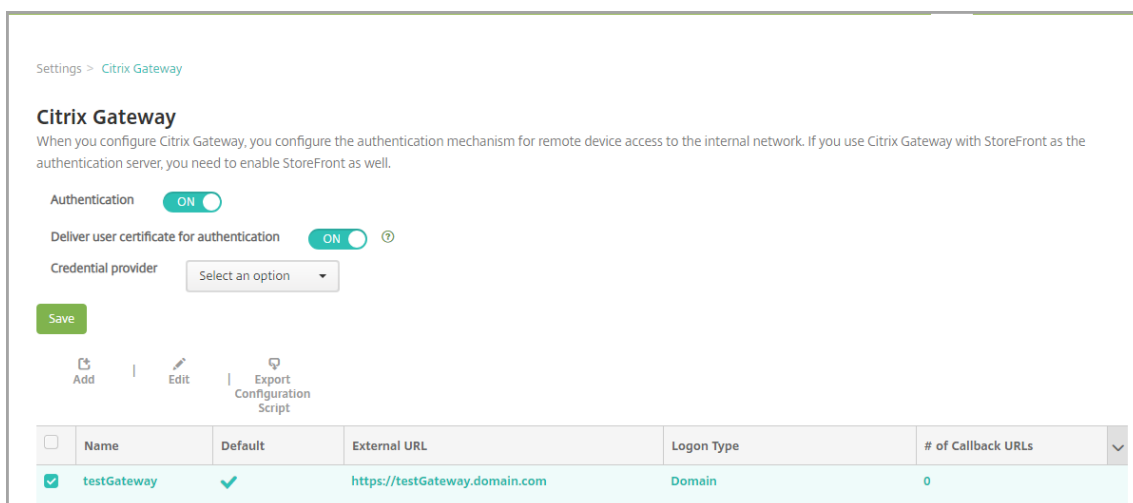 Settings > Citrix Gateway
Citrix Gateway
When you configure Citrix Gateway, you configure the authentication mechanism for remote device access to the internal network. If you use Citrix Gateway with StoreFront as the
authentication server, you need to enable StoreFront as well.
Authentication ON
Deliver user certificate for authentication ON ?
Credential provider Select an option
Save
Add | Edit | Export
Configuration
Script
Name Default External URL Logon Type # of Callback URLs
testGateway https://testGateway.domain.com Domain 0